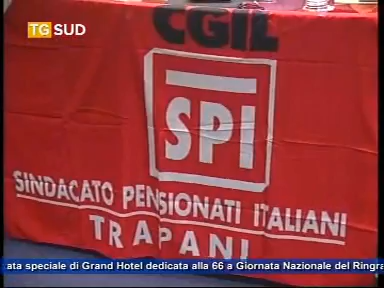 TG SUD
CGIL
SPI
SINDACATO PENSIONATI ITALIANI
TRAPANI
ata speciale di Grand Hotel dedicata alla 66 a Giornata Nazionale del Ringra